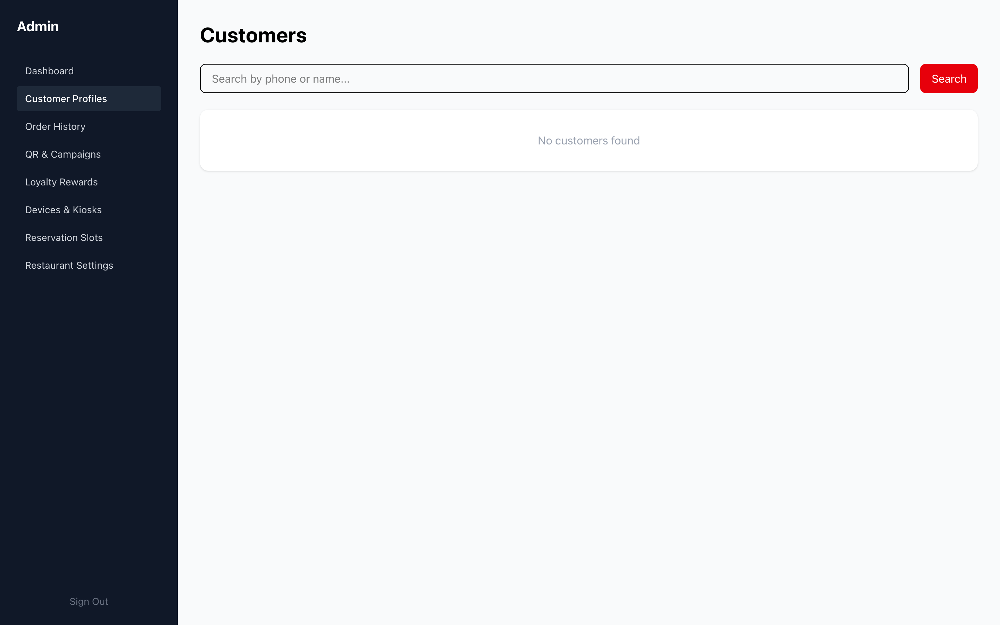 Admin
Dashboard
Customer Profiles
Order History
QR & Campaigns
Loyalty Rewards
Devices & Kiosks
Reservation Slots
Restaurant Settings
Sign Out
Customers
Search by phone or name...
Search
No customers found